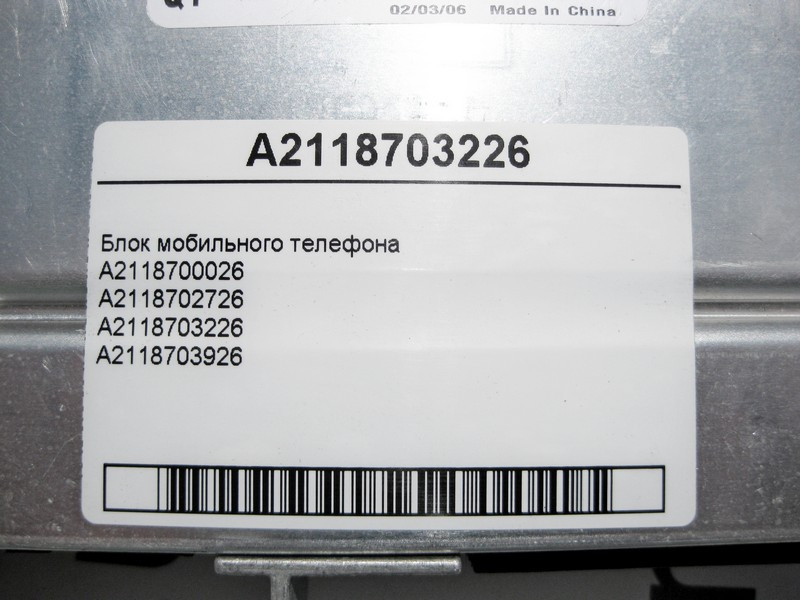 02/03/06 Made In China
A2118703226
Блок мобильного телефона
A2118700026
A2118702726
A2118703226
A2118703926